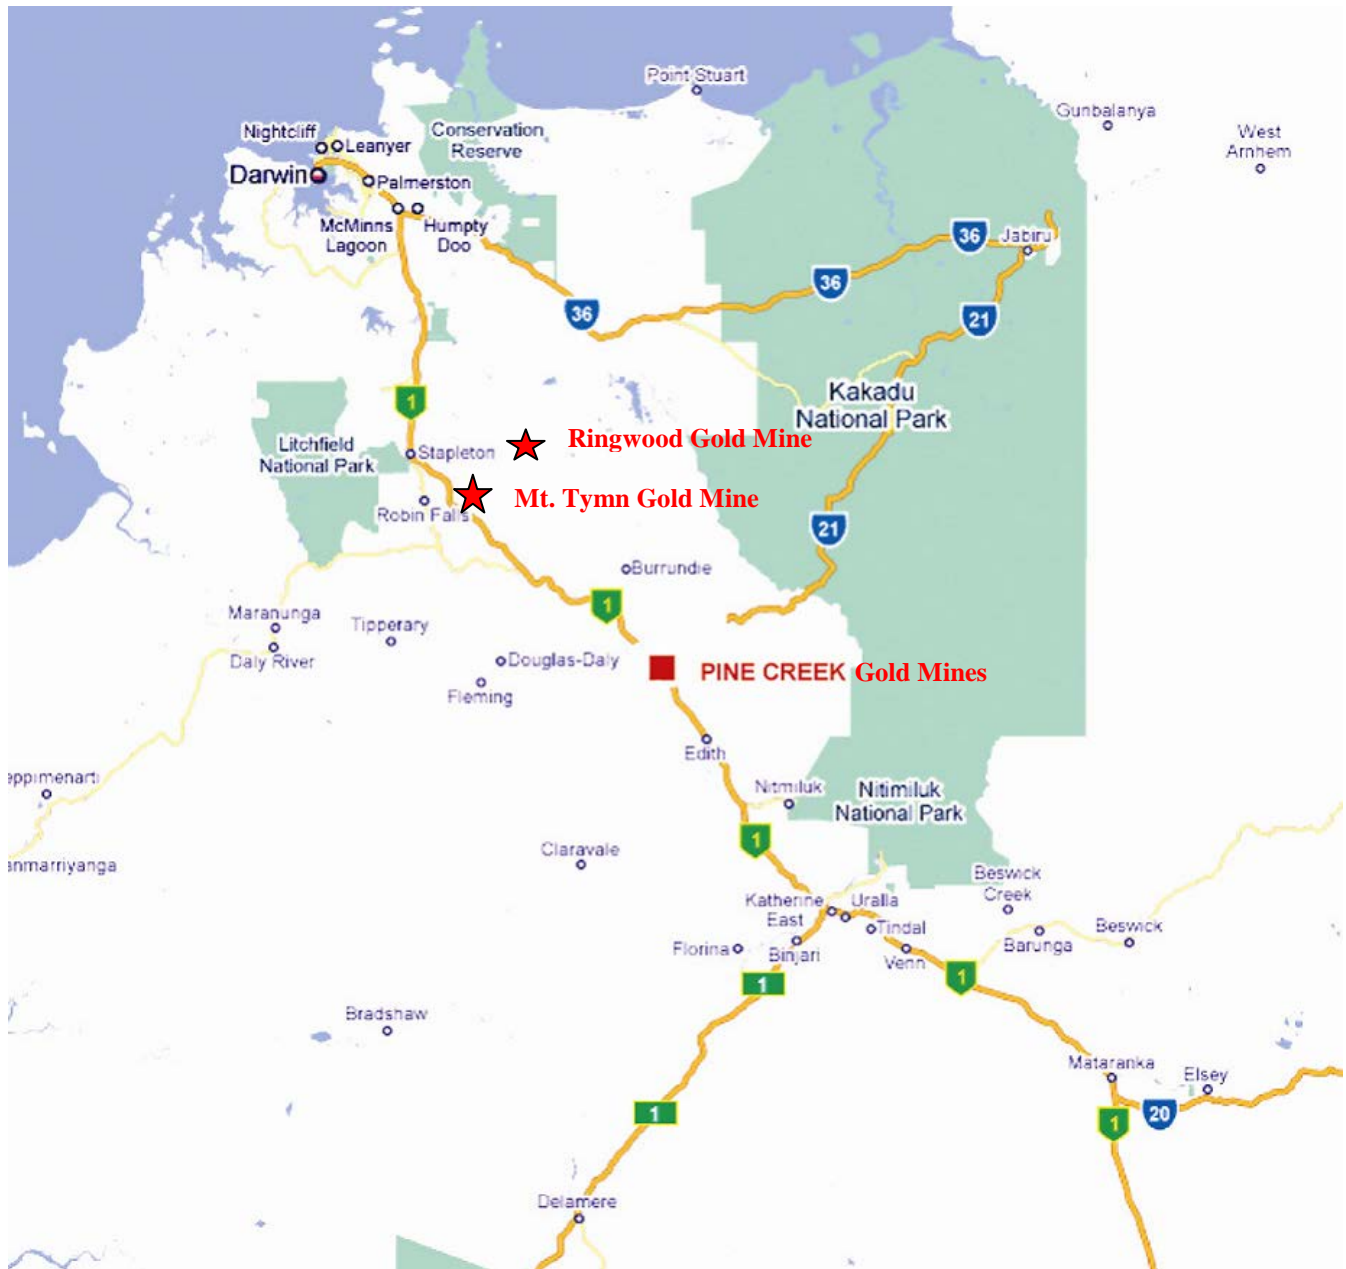 Point Stuart
Gunbalanya
West
Arnhem
Nightcliff
Leanyer
Conservation
Reserve
Darwin
Palmerston
McMinns
Lagoon
Humpty
Doo
36
Jabiru
36
36
21
1
Kakadu
National Park
Litchfield
National Park
Stapleton
Ringwood Gold Mine
Mt. Tymn Gold Mine
Robin Falls
21
Burrundie
1
Maranunga
Tipperary
Daly River
Douglas-Daly
Fleming
PINE CREEK Gold Mines
Edith
eppimenarti
Nitmiluk
Nitimiluk
National Park
1
Claravale
anmarriyanga
Beswick
Creek
Katherine
East
Uralla
Tindal
Beswick
Barunga
Florina
Binjari
Venn
1
1
Bradshaw
Mataranka
Elsey
1
20
1
Delamere